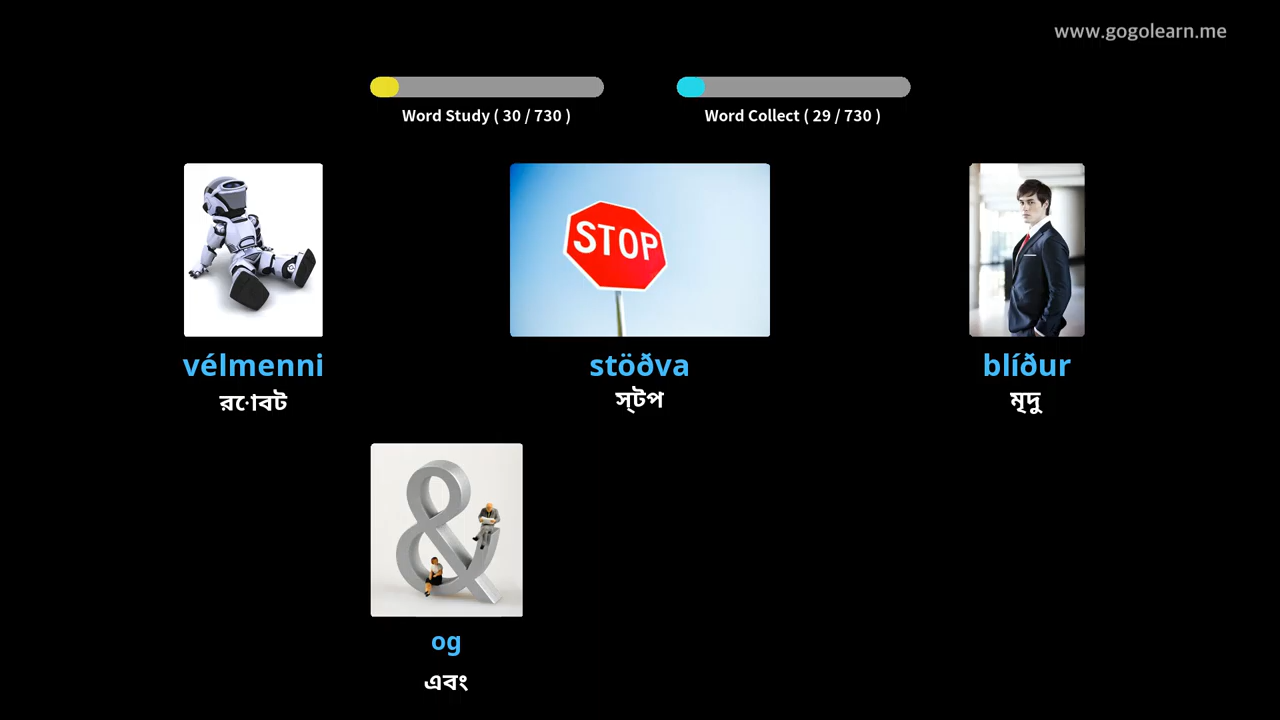 www.gogolearn.me
Word Study ( 30 / 730 )
Word Collect ( 29 / 730 )
STOP
vélmenni
stöðva
blíður
রোবট
স্টপ
মৃদু
og
এবং